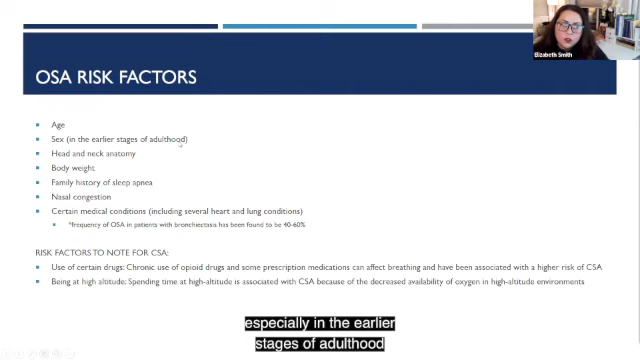 Elizabeth Smith
OSA RISK FACTORS
Age
Sex (in the earlier stages of adulthood)
Head and neck anatomy
Body weight
Family history of sleep apnea
Nasal congestion
Certain medical conditions (including several heart and lung conditions)
*frequency of OSA in patients with bronchiectasis has been found to be 40-60%
RISK FACTORS TO NOTE FOR CSA:
Use of certain drugs: Chronic use of opioid drugs and some prescription medications can affect breathing and have been associated with a higher risk of CSA
Being at high altitude: Spending time at high-altitude is associated with CSA because of the decreased availability of oxygen in high-altitude environments
especially in the earlier
stages of adulthood